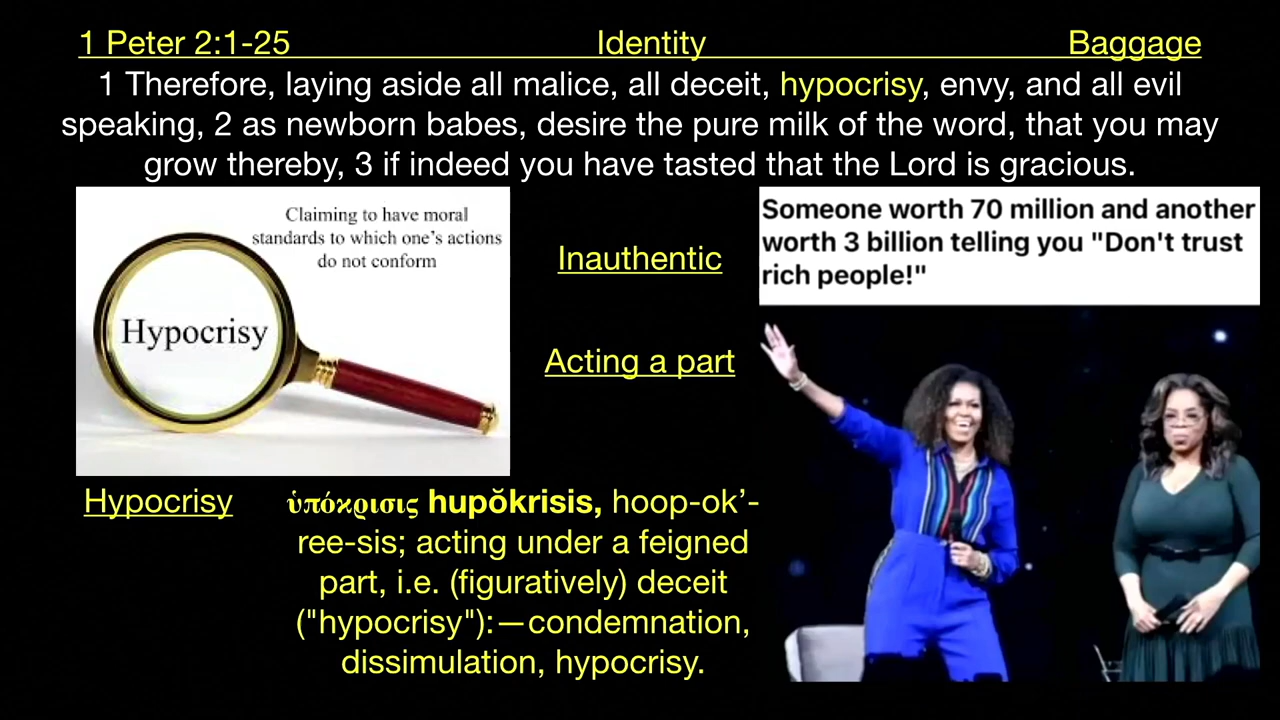 1 Peter 2:1-25 Identity Baggage
1 Therefore, laying aside all malice, all deceit, hypocrisy, envy, and all evil
speaking, 2 as newborn babes, desire the pure milk of the word, that you may
grow thereby, 3 if indeed you have tasted that the Lord is gracious.
Claiming to have moral
standards to which one’s actions
do not conform
Hypocrisy
Inauthentic
Acting a part
Someone worth 70 million and another
worth 3 billion telling you "Don't trust
rich people!"
Hypocrisy
ὑπόκρισις hupŏkrisis, hoop-ok’-
ree-sis; acting under a feigned
part, i.e. (figuratively) deceit
("hypocrisy"):—condemnation,
dissimulation, hypocrisy.